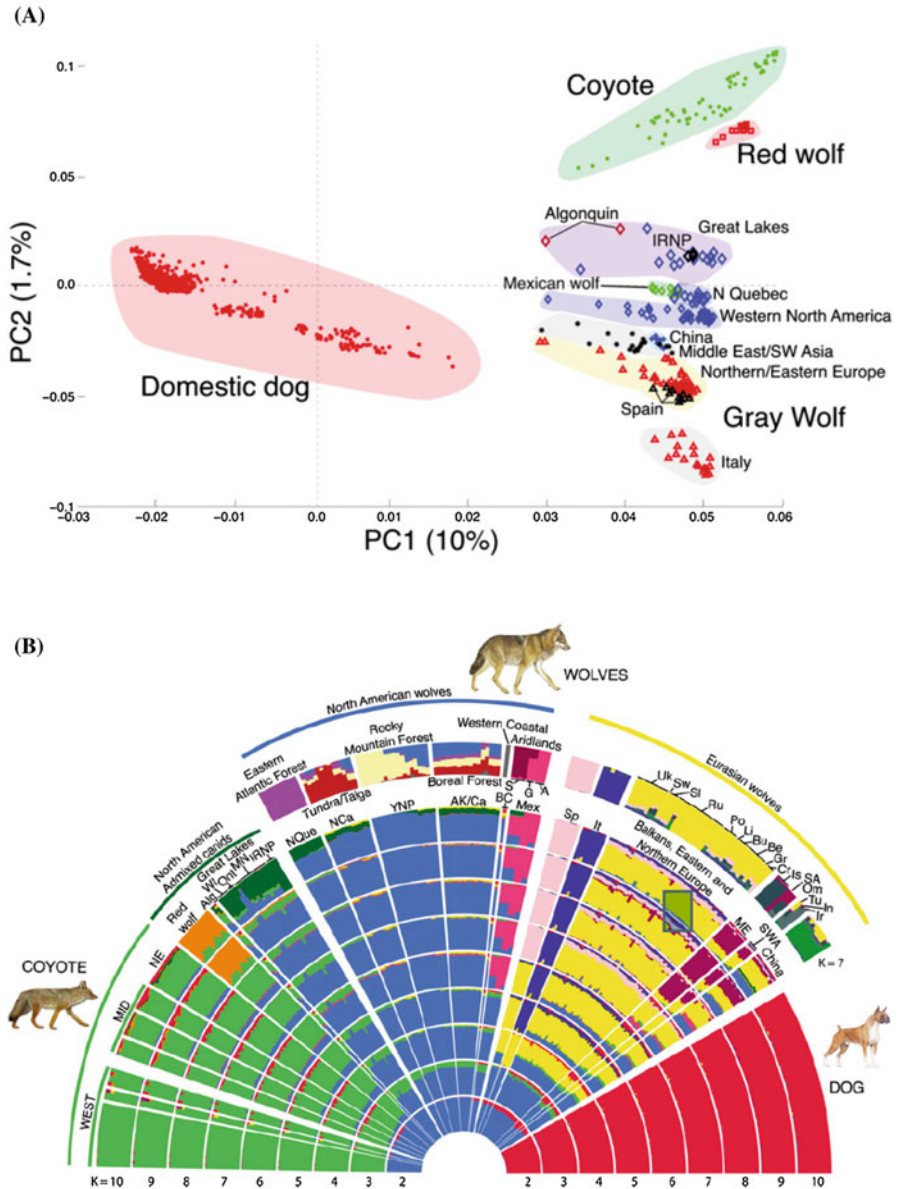 (A)
0.1
0.05
0.0
−0.05
−0.1
PC2 (1.7%)
Coyote
Red wolf
Algonquin
Great Lakes
IRNP
Mexican wolf
N Quebec
Western North America
China
Middle East/SW Asia
Northern/Eastern Europe
Spain
Gray Wolf
Italy
Domestic dog
−0.03
−0.02
−0.01
0.0
0.02
0.03
0.04
0.05
0.06
PC1 (10%)
(B)
WOLVES
North American wolves
Eurasian wolves
North American
Admixed canids
COYOTE
DOG
Eastern
Atlantic Forest
Tundra/Taiga
Rocky
Mountain Forest
Boreal Forest
Western Coastal
Aridlands
S G A
WEST
MID
NE
Red
wolf
Great Lakes
Alg
WI
Ont
MN
IRNP
NQue
NCa
YNP
AK/Ca
BC
Mex
Sp
It
Balkans, Eastern and
Northern Europe
ME
SWA
China
Uk
Sw
Sl
Ru
Po
Li
Bu
Be
Gr
Cr
Is
SA
Om
Tu
In
Ir
K = 7
K = 10 9 8 7 6 5 4 3 2
2 3 4 5 6 7 8 9 10